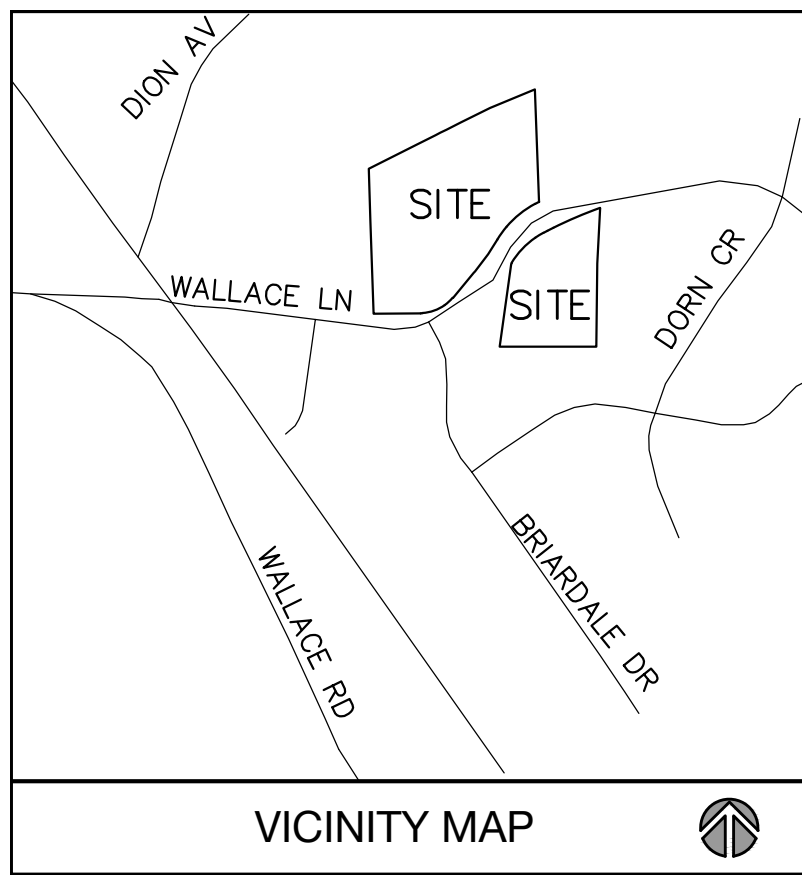 DION AV
SITE
WALLACE LN
SITE
DORN CR
BRIARDALE DR
WALLACE RD
VICINITY MAP